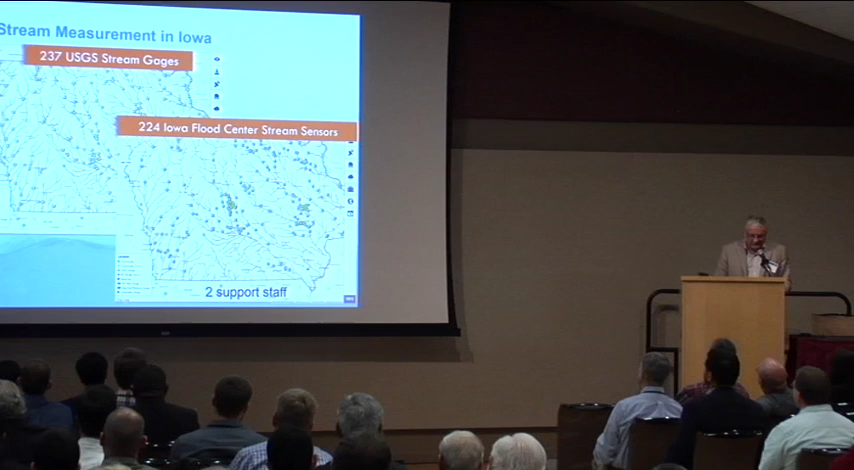 Stream Measurement in Iowa
237 USGS Stream Gages
224 Iowa Flood Center Stream Sensors
2 support staff